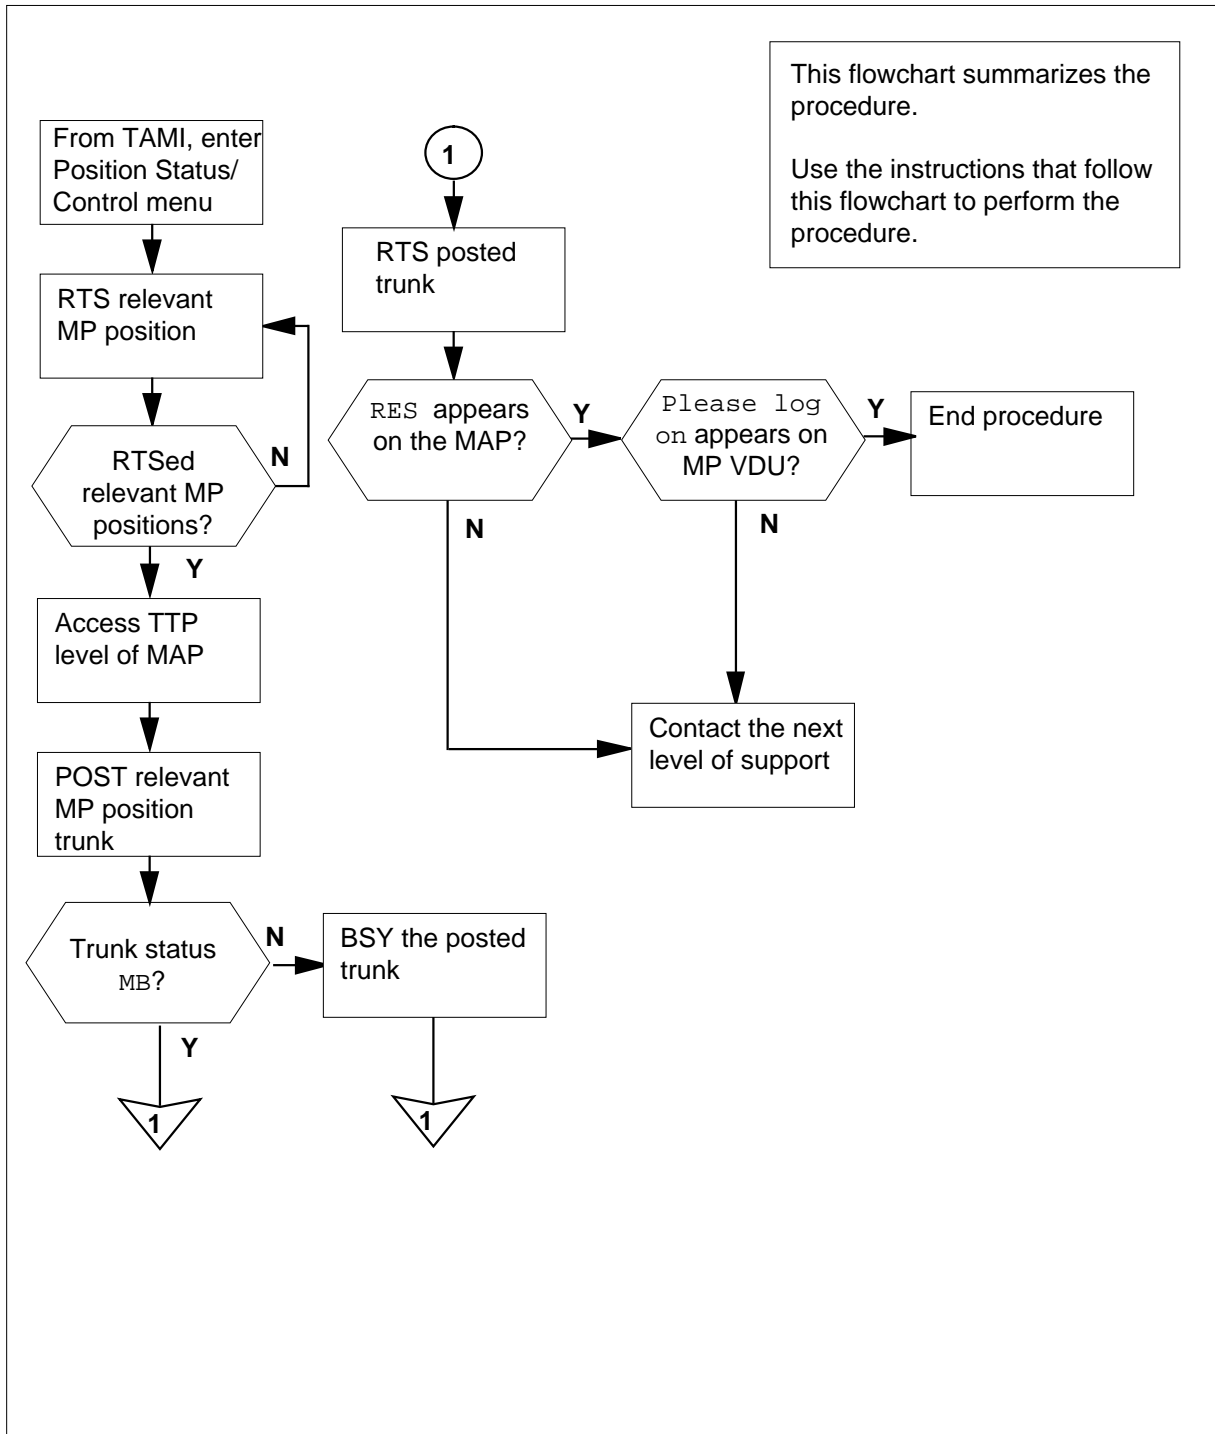 This flowchart summarizes the
procedure.
Use the instructions that follow
this flowchart to perform the
procedure.
From TAMI, enter
Position Status/
Control menu
RTS relevant
MP position
RTSed
relevant MP
positions?
N
Y
Access TTP
level of MAP
POST relevant
MP position
trunk
Trunk status
MB?
N
Y
BSY the posted
trunk
1
1
1
RTS posted
trunk
RES appears
on the MAP?
Y
N
Please log
on appears on
MP VDU?
Y
N
End procedure
Contact the next
level of support